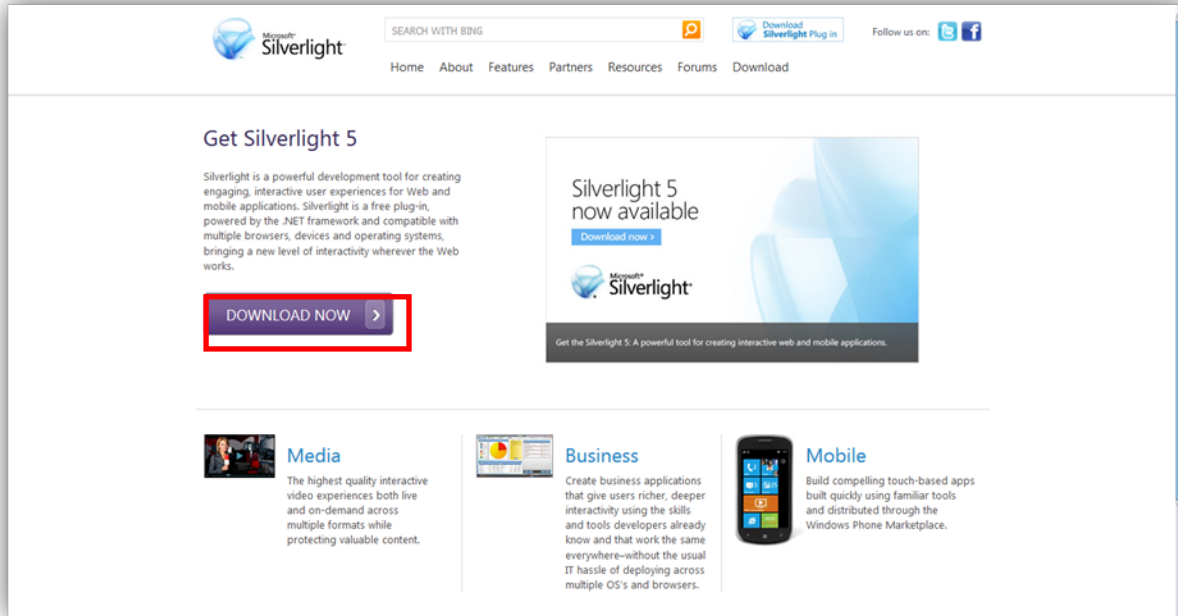 Microsoft®
Silverlight™
SEARCH WITH BING
Download
Silverlight Plug in
Follow us on:
Home About Features Partners Resources Forums Download
Get Silverlight 5
Silverlight is a powerful development tool for creating
engaging, interactive user experiences for Web and
mobile applications. Silverlight is a free plug-in,
powered by the .NET framework and compatible with
multiple browsers, devices and operating systems,
bringing a new level of interactivity wherever the Web
works.
DOWNLOAD NOW
Silverlight 5
now available
Download now >
Microsoft®
Silverlight™
Get the Silverlight 5: A powerful tool for creating interactive web and mobile applications.
Media
The highest quality interactive
video experiences both live
and on-demand across
multiple formats while
protecting valuable content.
Business
Create business applications
that give users richer, deeper
interactivity using the skills
and tools developers already
know and that work the same
everywhere–without the usual
IT hassle of deploying across
multiple OS's and browsers.
Mobile
Build compelling touch-based apps
built quickly using familiar tools
and distributed through the
Windows Phone Marketplace.